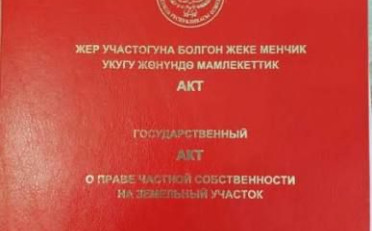 ЖЕР УЧАСТОГУНА БОЛГОН ЖЕКЕ МЕНЧИК
УКУГУ ЖӨНҮНДӨ МАМЛЕКЕТТИК
АКТ
ГОСУДАРСТВЕННЫЙ
АКТ
О ПРАВЕ ЧАСТНОЙ СОБСТВЕННОСТИ
НА ЗЕМЕЛЬНЫЙ УЧАСТОК